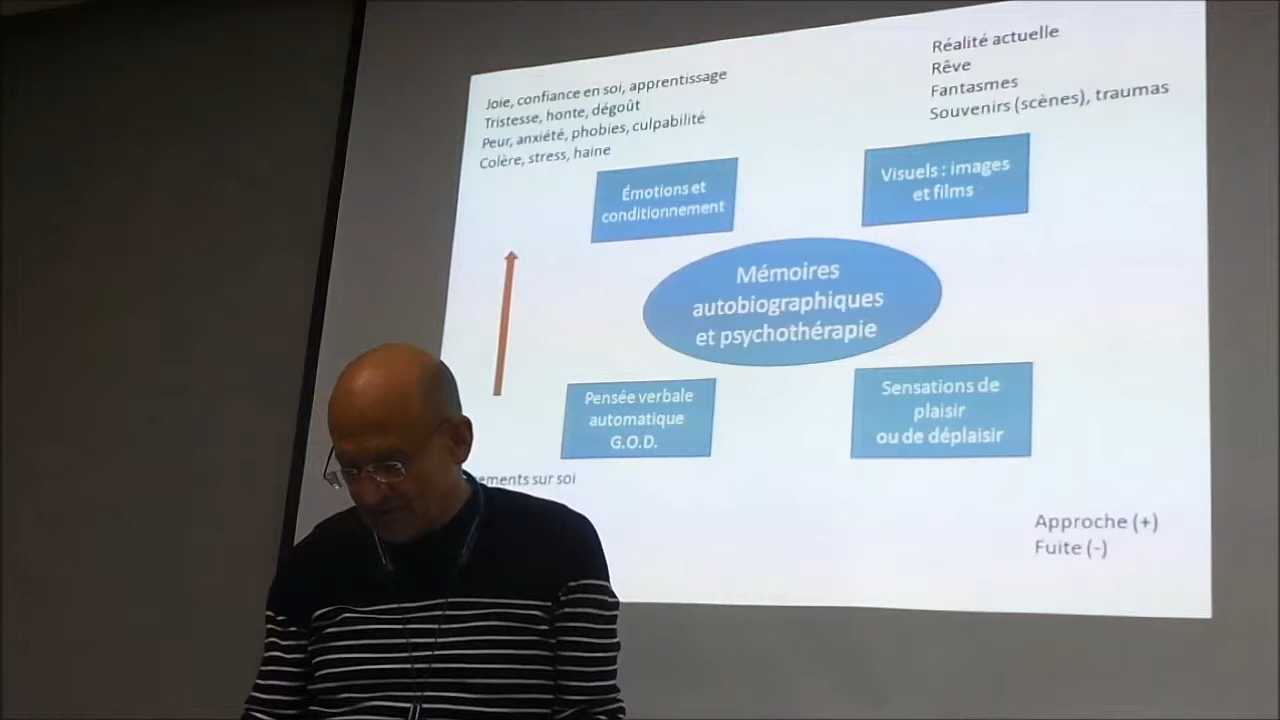 Joie, confiance en soi, apprentissage
Tristesse, honte, dégoût
Peur, anxiété, phobies, culpabilité
Colère, stress, haine
Réalité actuelle
Rêve
Fantasmes
Souvenirs (scènes), traumas
Émotions et
conditionnement
Visuels : images
et films
Mémoires
autobiographiques
et psychothérapie
Pensée verbale
automatique
G.O.D.
Sensations de
plaisir
ou de déplaisir
sur soi
Approche (+)
Fuite (-)